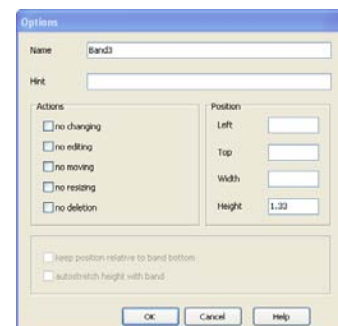 Options
Name Band3
Hint
Actions Position
no changing Left
no editing Top
no moving Width
no resizing Height 1.33
no deletion
keep position relative to band bottom
autostretch height with band
OK Cancel Help